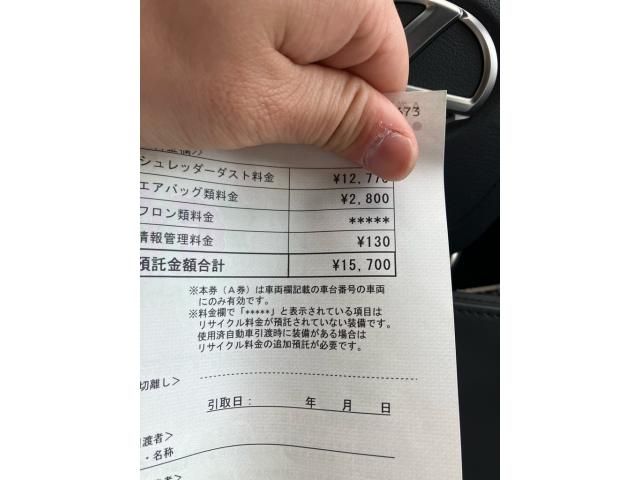 673
シュレッダーダスト料金 ¥12,770
エアバッグ類料金 ¥2,800
フロン類料金 *****
情報管理料金 ¥130
預託金額合計 ¥15,700
※本券（A券）は車両欄記載の車台番号の車両
にのみ有効です。
※料金欄で「*****」と表示されている項目は
リサイクル料金が預託されていない装備です。
使用済自動車引渡時に装備がある場合は
リサイクル料金の追加預託が必要です。
切離し＞
引取日： 年 月 日
渡者＞
・名称